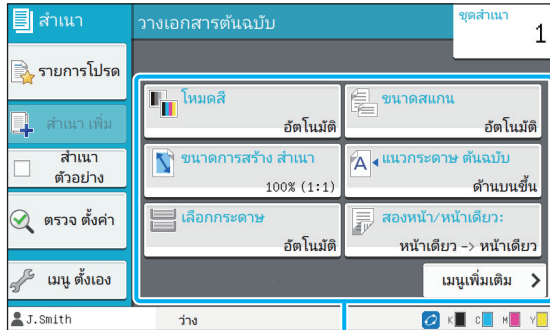 สำเนา
วางเอกสารต้นฉบับ
ชุดสำเนา
1
รายการโปรด
สำเนา เพิ่ม
สำเนา
ตัวอย่าง
ตรวจ ตั้งค่า
เมนู ตั้งเอง
โหมดสี
อัตโนมัติ
ขนาดสแกน
อัตโนมัติ
ขนาดการสร้าง สำเนา
100% (1:1)
แนวกระดาษ ต้นฉบับ
ด้านบนขึ้น
เลือกกระดาษ
อัตโนมัติ
สองหน้า/หน้าเดียว:
หน้าเดียว -> หน้าเดียว
เมนูเพิ่มเติม
J.Smith
ว่าง
K C M Y